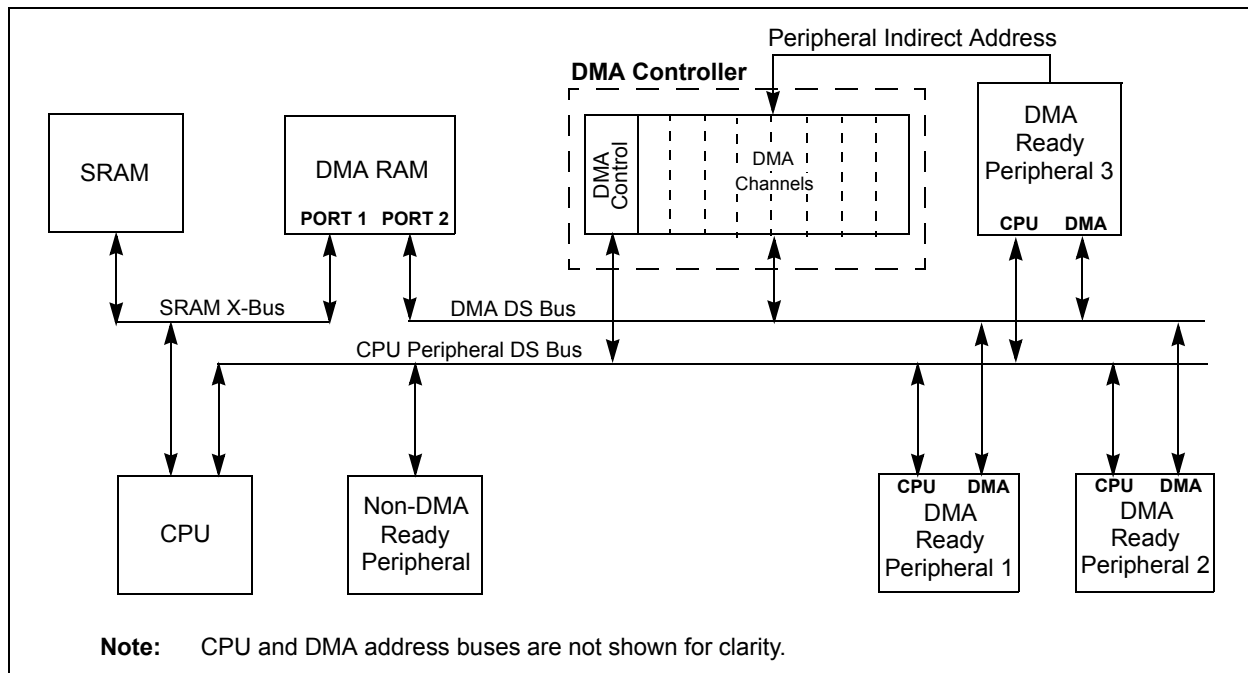 Peripheral Indirect Address
DMA Controller
SRAM
DMA RAM
PORT 1 PORT 2
DMA
Control
DMA
Channels
DMA
Ready
Peripheral 3
CPU DMA
SRAM X-Bus
DMA DS Bus
CPU Peripheral DS Bus
CPU
Non-DMA
Ready
Peripheral
CPU DMA
DMA
Ready
Peripheral 1
CPU DMA
DMA
Ready
Peripheral 2
Note: CPU and DMA address buses are not shown for clarity.